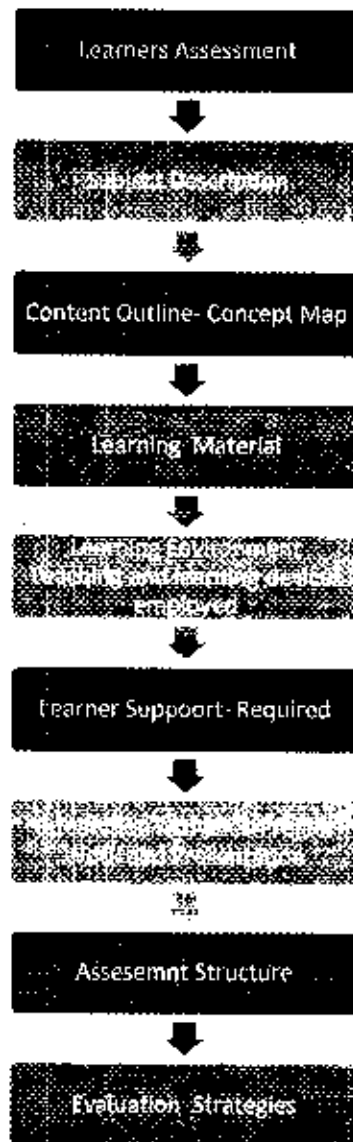 Learners Assessment
Subject Description
Content Outline- Concept Map
Learning Material
Learning Environment
Teaching and learning device
employed
Learner Suppoort- Required
Assesemnt Structure
Evaluation Strategies